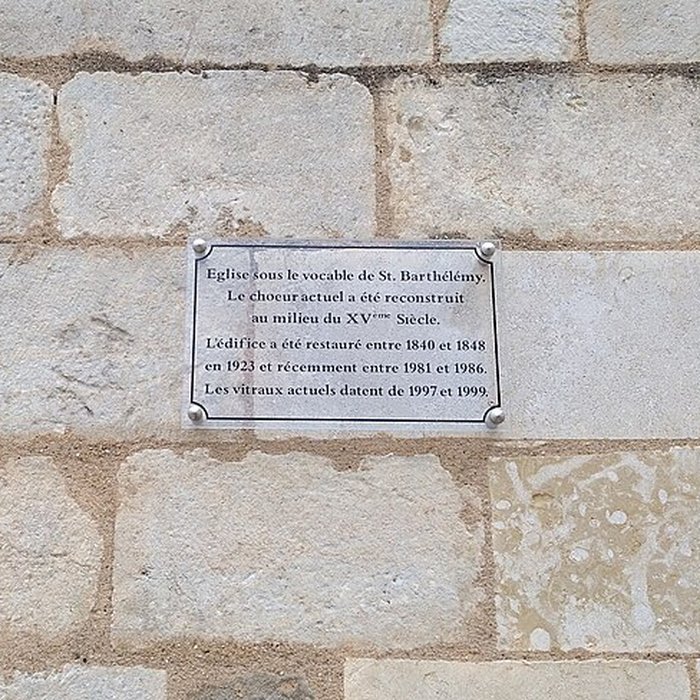 Eglise sous le vocable de St. Barthélémy.
Le choeur actuel a été reconstruit
au milieu du XVème Siècle.
L'édifice a été restauré entre 1840 et 1848
en 1923 et récemment entre 1981 et 1986.
Les vitraux actuels datent de 1997 et 1999.